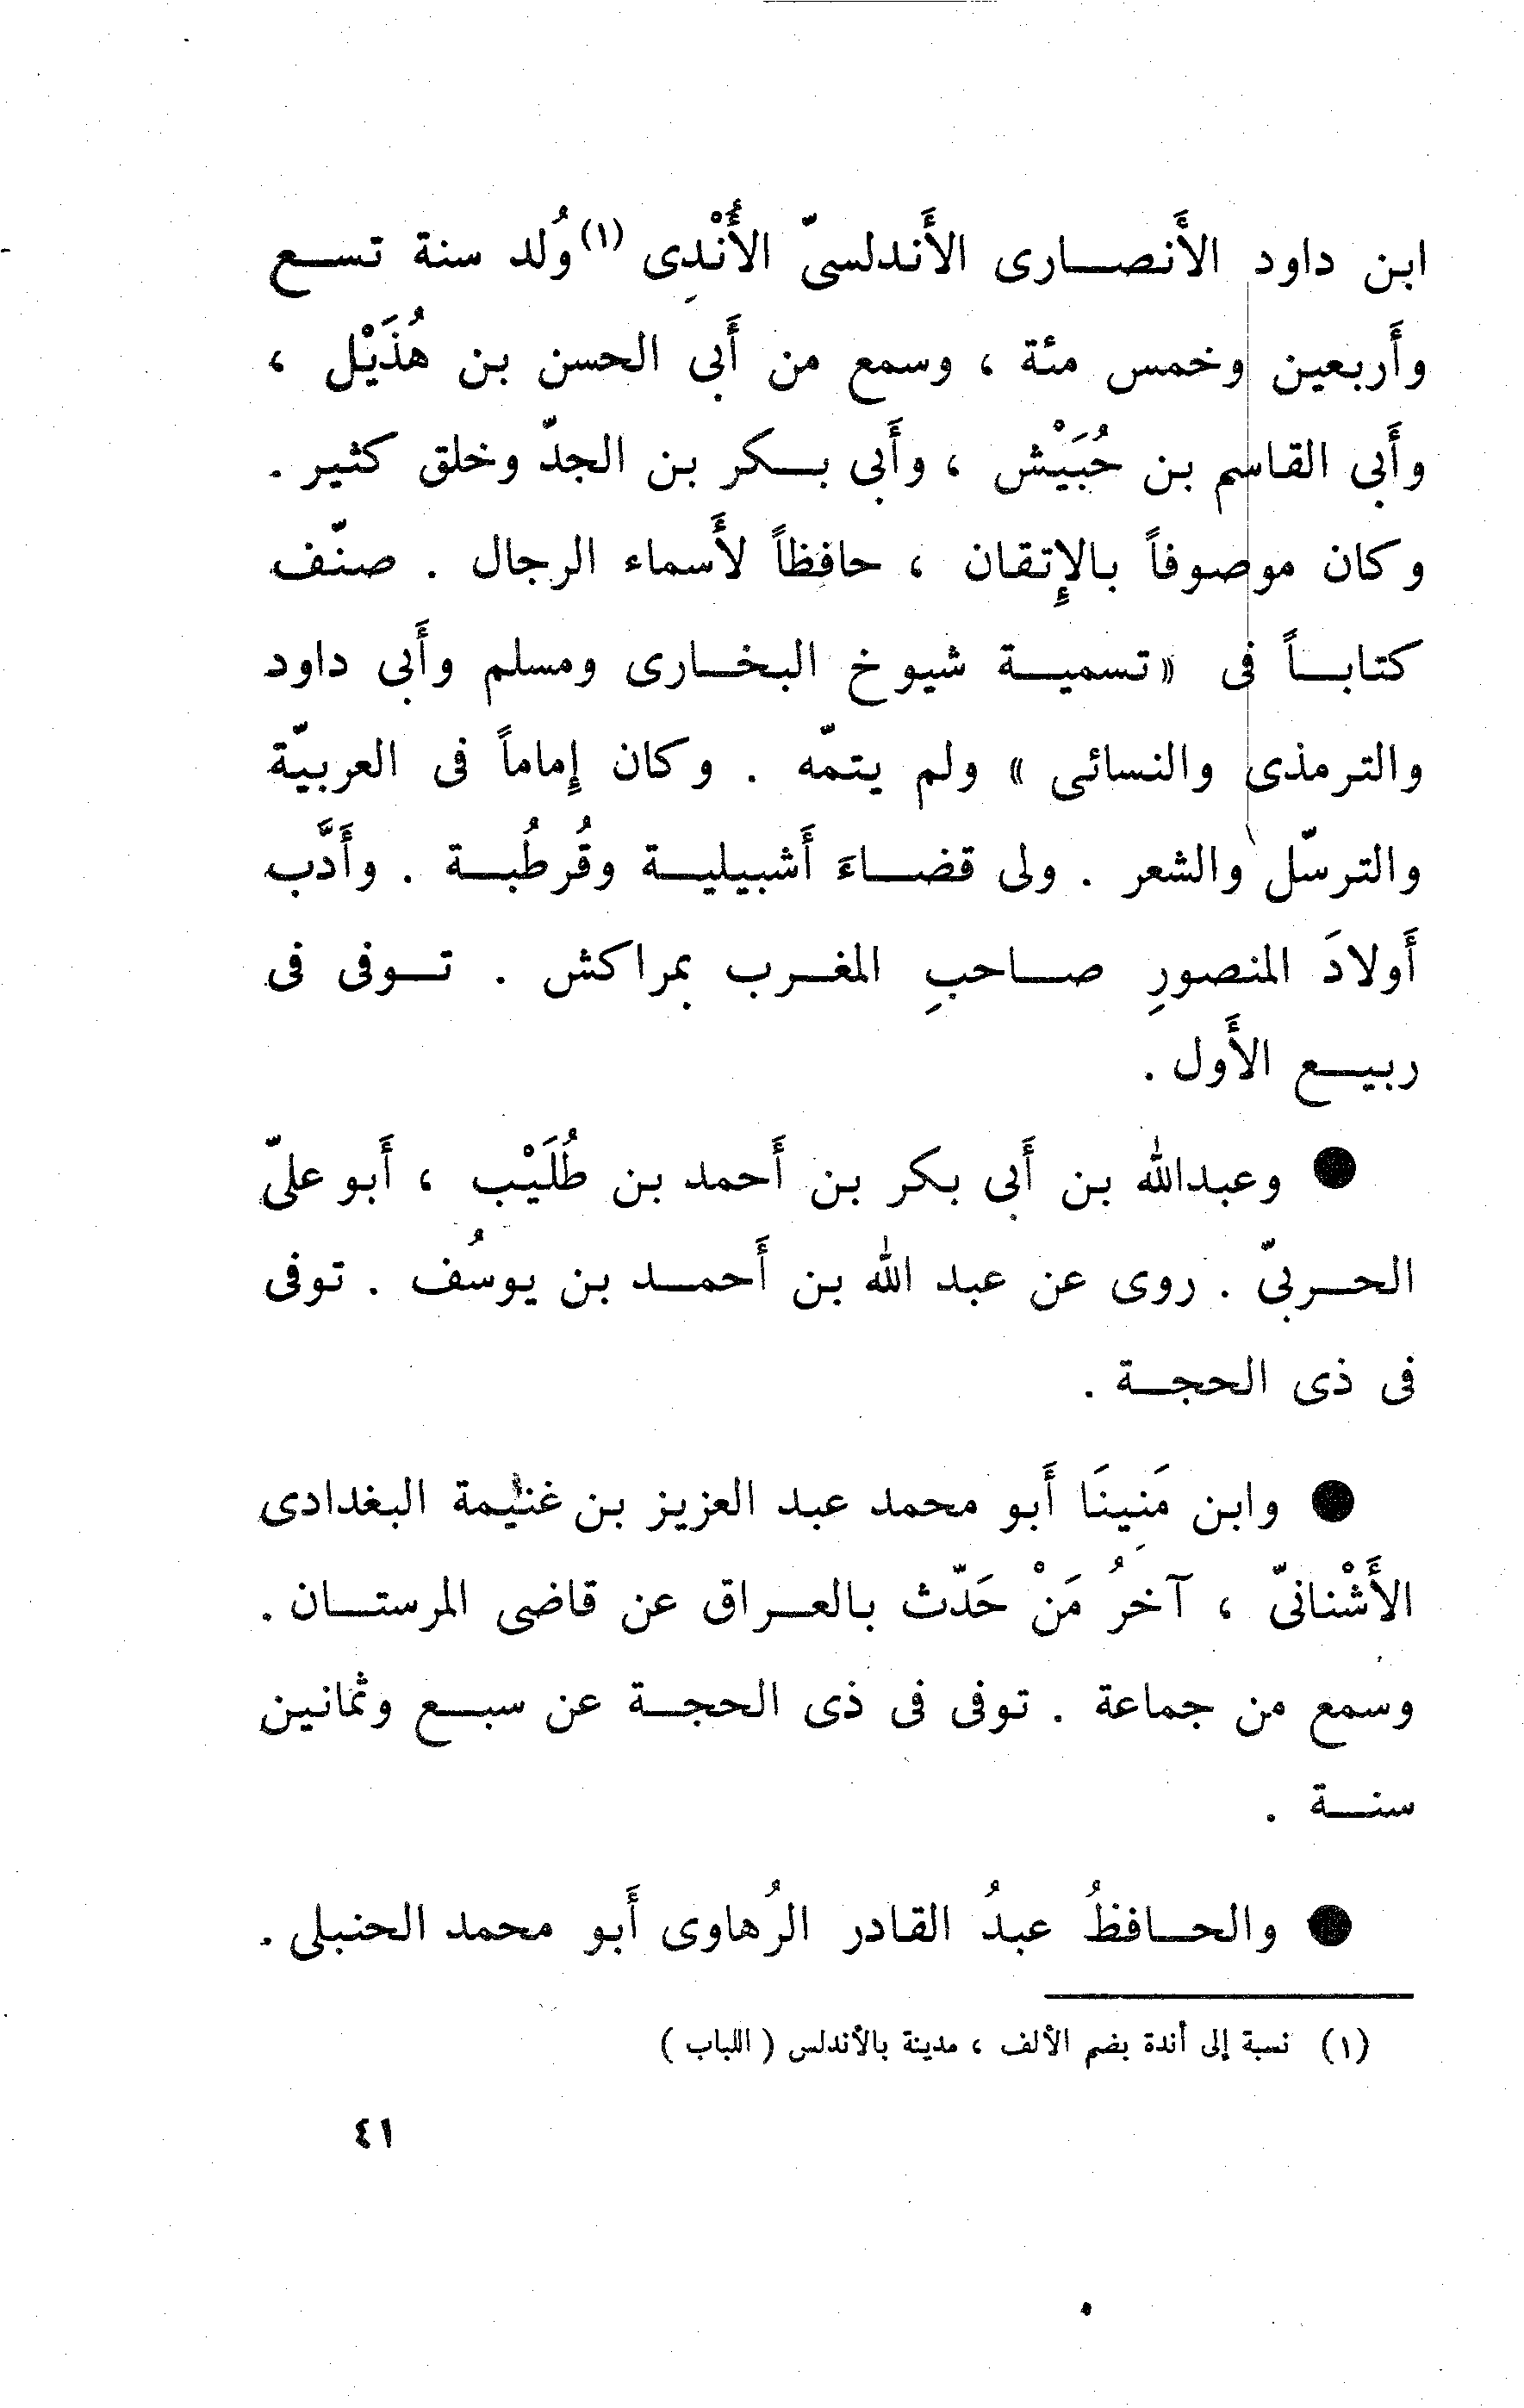 ابن داود الأَنصارى الأَندلسىّ الأُنْدِى (١) وُلد سنة تسع
وأَربعين وخمس مئة ، وسمع من أَبى الحسن بن هُذَيْل ،
وأَبى القاسم بن حُبَيْش ، وأَبى بكر بن الجدّ وخلق كثير .
وكان موصوفاً بالإِتقان ، حافظاً لأَسماء الرجال . صنّف
كتاباً فى « تسمية شيوخ البخارى ومسلم وأَبى داود
والترمذى والنسائى » ولم يتمّه . وكان إِماماً فى العربيّة
والترسّل والشعر . ولى قضاءَ أَشبيلية وقُرطُبة . وأَدَّب
أَولادَ المنصورِ صاحبِ المغرب بمراكش . توفى فى
ربيع الأَول .
● وعبدالله بن أَبى بكر بن أَحمد بن طُلَيْب ، أَبو علىّ
الحربىّ . روى عن عبد الله بن أَحمد بن يوسُف . توفى
فى ذى الحجة .
● وابن مَنِينَا أَبو محمد عبد العزيز بن غنيمة البغدادى
الأَشْنانىّ ، آخرُ مَنْ حَدّث بالعراق عن قاضى المرستان .
وسمع من جماعة . توفى فى ذى الحجة عن سبع وثمانين
سنة .
● والحافظُ عبدُ القادر الرُهاوى أَبو محمد الحنبلى .
(١) نسبة إلى أندة بضم الألف ، مدينة بالأندلس ( اللباب )
٤١